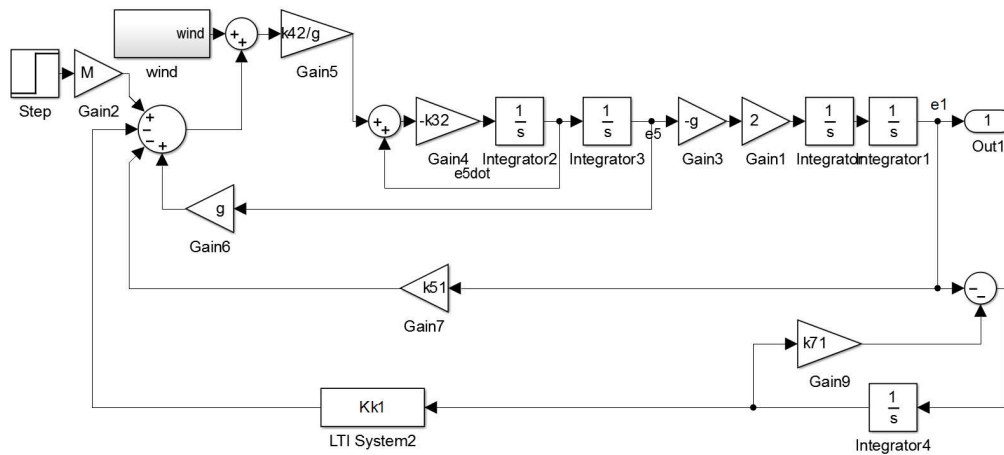 wind
wind
+
+
k42/g
Gain5
Step
M
Gain2
+
−
−
+
+
+
-k32
Gain4
1
s
Integrator2
1
s
Integrator3
e5
-g
Gain3
2
Gain1
1
s
Integrator
1
s
Integrator1
e1
1
Out1
e5dot
g
Gain6
k51
Gain7
−
−
k71
Gain9
Kk1
LTI System2
1
s
Integrator4